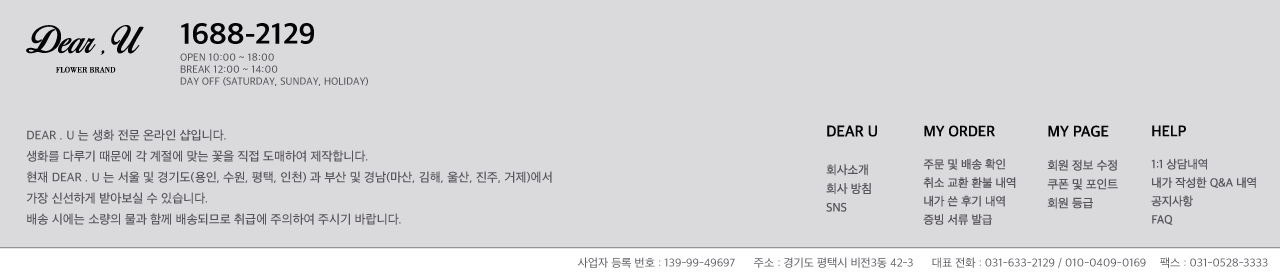 Dear , U
FLOWER BRAND
1688-2129
OPEN 10:00 ~ 18:00
BREAK 12:00 ~ 14:00
DAY OFF (SATURDAY, SUNDAY, HOLIDAY)
DEAR . U 는 생화 전문 온라인 샵입니다.
생화를 다루기 때문에 각 계절에 맞는 꽃을 직접 도매하여 제작합니다.
현재 DEAR . U 는 서울 및 경기도(용인, 수원, 평택, 인천) 과 부산 및 경남(마산, 김해, 울산, 진주, 거제)에서
가장 신선하게 받아보실 수 있습니다.
배송 시에는 소량의 물과 함께 배송되므로 취급에 주의하여 주시기 바랍니다.
DEAR U
회사소개
회사 방침
SNS
MY ORDER
주문 및 배송 확인
취소 교환 환불 내역
내가 쓴 후기 내역
증빙 서류 발급
MY PAGE
회원 정보 수정
쿠폰 및 포인트
회원 등급
HELP
1:1 상담내역
내가 작성한 Q&A 내역
공지사항
FAQ
사업자 등록 번호 : 139-99-49697 주소 : 경기도 평택시 비전3동 42-3 대표 전화 : 031-633-2129 / 010-0409-0169 팩스 : 031-0528-3333